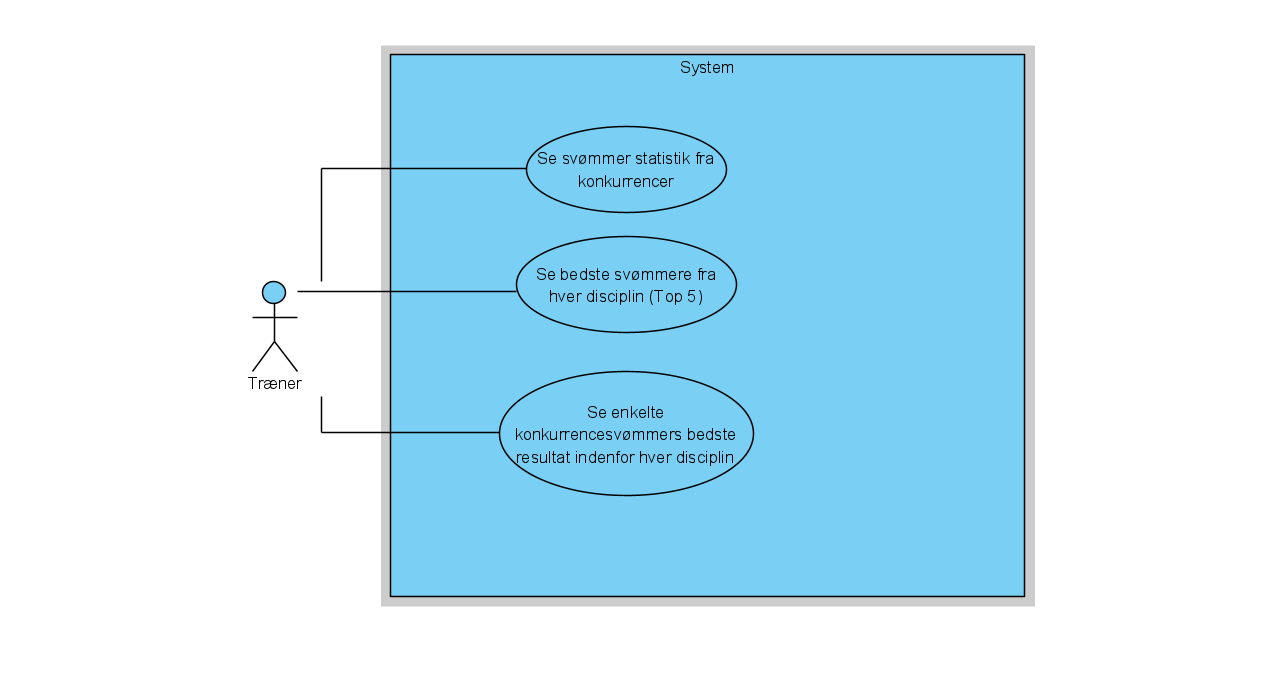 System
Se svømmer statistik fra
konkurrencer
Se bedste svømmere fra
hver disciplin (Top 5)
Træner
Se enkelte
konkurrencesvømmers bedste
resultat indenfor hver disciplin